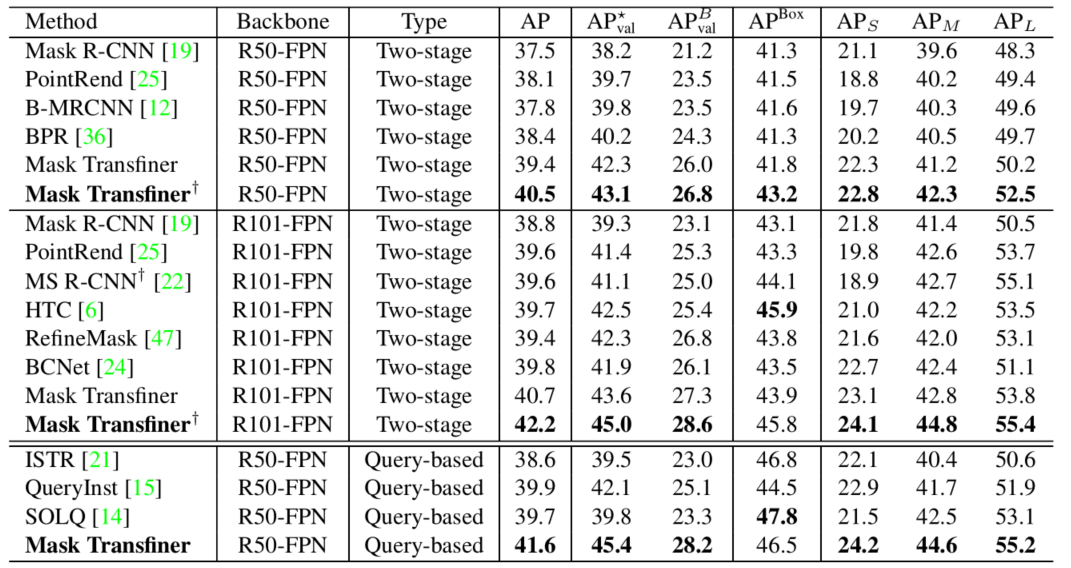 Method Backbone Type AP AP⋆val APᴮval APᴮᵒˣ AP_S AP_M AP_L
Mask R-CNN [19] R50-FPN Two-stage 37.5 38.2 21.2 41.3 21.1 39.6 48.3
PointRend [25] R50-FPN Two-stage 38.1 39.7 23.5 41.5 18.8 40.2 49.4
B-MRCNN [12] R50-FPN Two-stage 37.8 39.8 23.5 41.6 19.7 40.3 49.6
BPR [36] R50-FPN Two-stage 38.4 40.2 24.3 41.3 20.2 40.5 49.7
Mask Transfiner R50-FPN Two-stage 39.4 42.3 26.0 41.8 22.3 41.2 50.2
Mask Transfiner† R50-FPN Two-stage 40.5 43.1 26.8 43.2 22.8 42.3 52.5
Mask R-CNN [19] R101-FPN Two-stage 38.8 39.3 23.1 43.1 21.8 41.4 50.5
PointRend [25] R101-FPN Two-stage 39.6 41.4 25.3 43.3 19.8 42.6 53.7
MS R-CNN† [22] R101-FPN Two-stage 39.6 41.1 25.0 44.1 18.9 42.7 55.1
HTC [6] R101-FPN Two-stage 39.7 42.5 25.4 45.9 21.0 42.2 53.5
RefineMask [47] R101-FPN Two-stage 39.4 42.3 26.8 43.8 21.6 42.0 53.1
BCNet [24] R101-FPN Two-stage 39.8 41.9 26.1 43.5 22.7 42.4 51.1
Mask Transfiner R101-FPN Two-stage 40.7 43.6 27.3 43.9 23.1 42.8 53.8
Mask Transfiner† R101-FPN Two-stage 42.2 45.0 28.6 45.8 24.1 44.8 55.4
ISTR [21] R50-FPN Query-based 38.6 39.5 23.0 46.8 22.1 40.4 50.6
QueryInst [15] R50-FPN Query-based 39.9 42.1 25.1 44.5 22.9 41.7 51.9
SOLQ [14] R50-FPN Query-based 39.7 39.8 23.3 47.8 21.5 42.5 53.1
Mask Transfiner R50-FPN Query-based 41.6 45.4 28.2 46.5 24.2 44.6 55.2